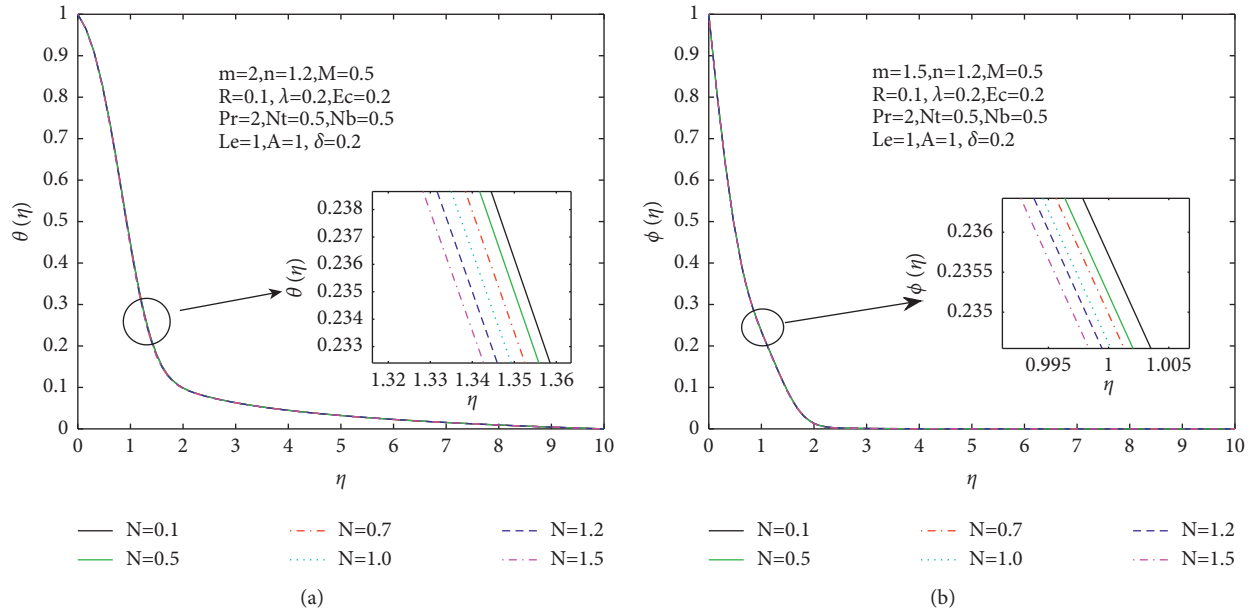 1
0.9
0.8
0.7
0.6
0.5
0.4
0.3
0.2
0.1
0
θ (η)
m=2,n=1.2,M=0.5
R=0.1, λ=0.2,Ec=0.2
Pr=2,Nt=0.5,Nb=0.5
Le=1,A=1, δ=0.2
0.238
0.237
0.236
0.235
0.234
0.233
θ (η)
1.32 1.33 1.34 1.35 1.36
η
0 1 2 3 4 5 6 7 8 9 10
η
N=0.1 N=0.7 N=1.2
N=0.5 N=1.0 N=1.5
(a)
1
0.9
0.8
0.7
0.6
0.5
0.4
0.3
0.2
0.1
0
ϕ (η)
m=1.5,n=1.2,M=0.5
R=0.1, λ=0.2,Ec=0.2
Pr=2,Nt=0.5,Nb=0.5
Le=1,A=1, δ=0.2
0.236
0.2355
0.235
ϕ (η)
0.995 1 1.005
η
0 1 2 3 4 5 6 7 8 9 10
η
N=0.1 N=0.7 N=1.2
N=0.5 N=1.0 N=1.5
(b)